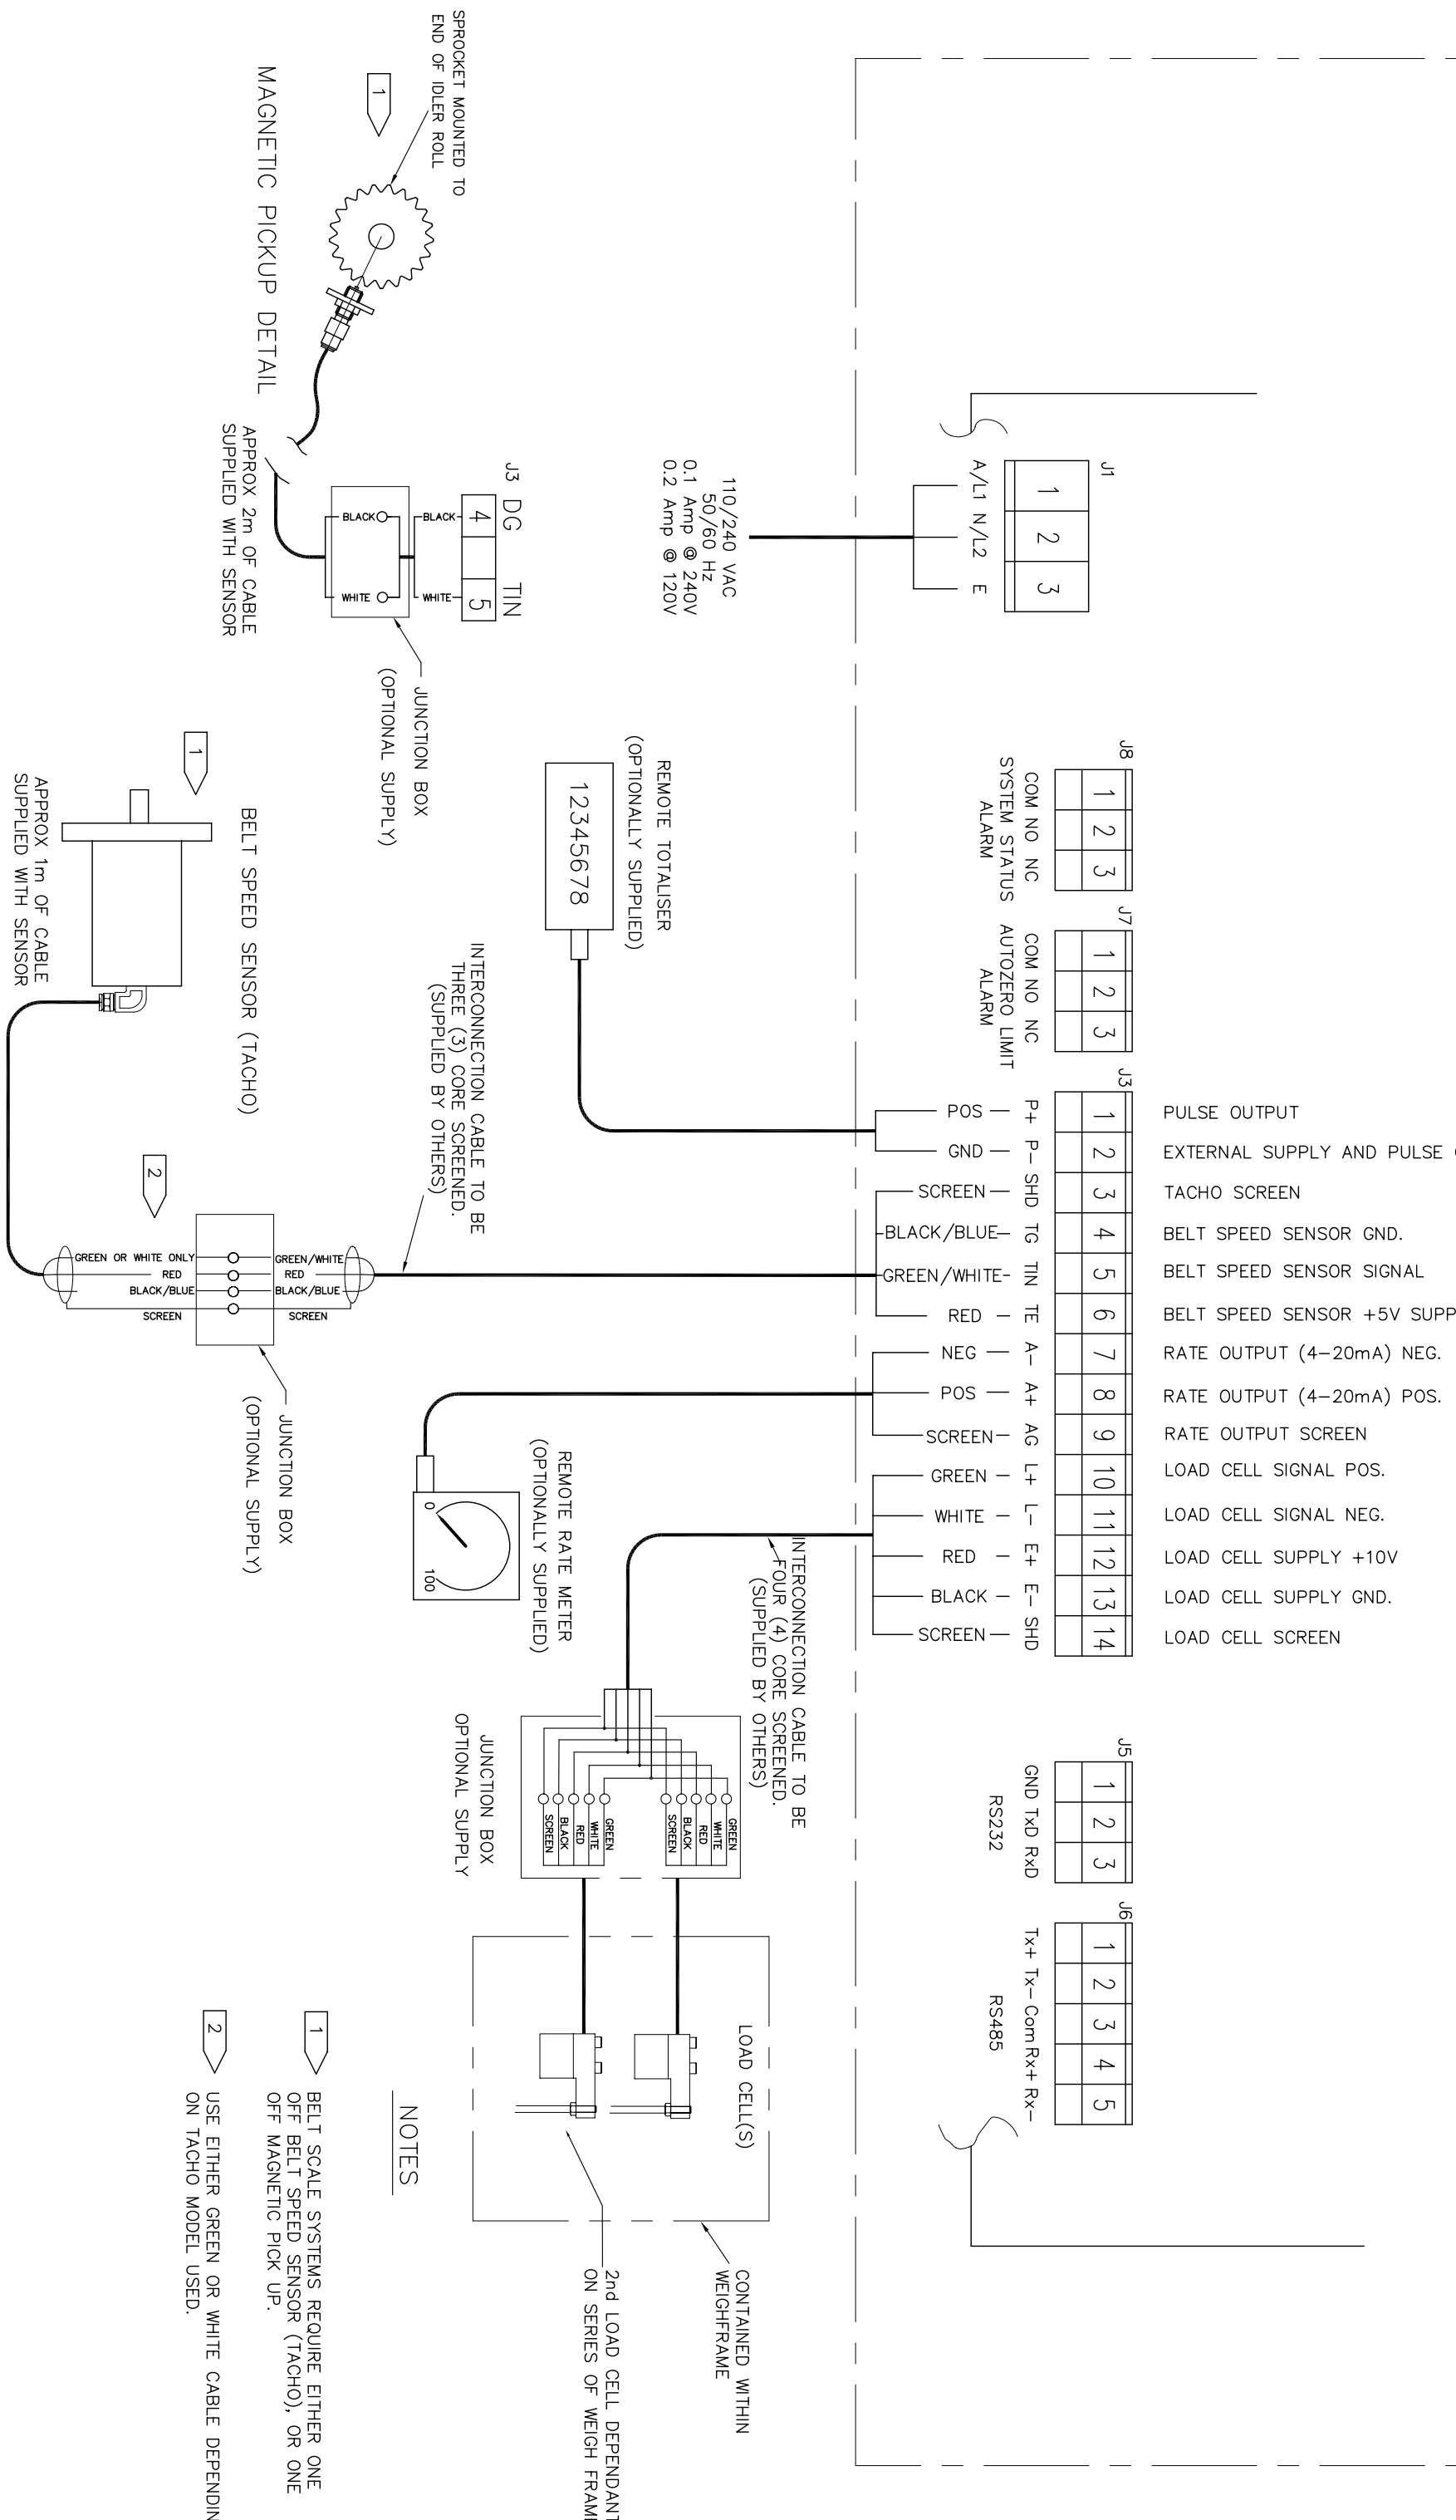 SPROCKET MOUNTED TO
END OF IDLER ROLL
1
MAGNETIC PICKUP DETAIL
APPROX 2m OF CABLE
SUPPLIED WITH SENSOR
J3 DG TIN
4 5
BLACK
WHITE
BLACK
WHITE
JUNCTION BOX
(OPTIONAL SUPPLY)
J1
1 2 3
A/L1 N/L2 E
110/240 VAC
50/60 Hz
0.1 Amp @ 240V
0.2 Amp @ 120V
J8
1 2 3
COM NO NC
SYSTEM STATUS
ALARM
J7
1 2 3
COM NO NC
AUTOZERO LIMIT
ALARM
REMOTE TOTALISER
(OPTIONALLY SUPPLIED)
12345678
1
BELT SPEED SENSOR (TACHO)
APPROX 1m OF CABLE
SUPPLIED WITH SENSOR
INTERCONNECTION CABLE TO BE
THREE (3) CORE SCREENED.
(SUPPLIED BY OTHERS)
2
GREEN OR WHITE ONLY GREEN/WHITE
RED RED
BLACK/BLUE BLACK/BLUE
SCREEN SCREEN
JUNCTION BOX
(OPTIONAL SUPPLY)
J3
POS P+ 1 PULSE OUTPUT
GND P- 2 EXTERNAL SUPPLY AND PULSE
SCREEN SHD 3 TACHO SCREEN
BLACK/BLUE TG 4 BELT SPEED SENSOR GND.
GREEN/WHITE TIN 5 BELT SPEED SENSOR SIGNAL
RED TE 6 BELT SPEED SENSOR +5V SUPP
NEG A- 7 RATE OUTPUT (4-20mA) NEG.
POS A+ 8 RATE OUTPUT (4-20mA) POS.
SCREEN AG 9 RATE OUTPUT SCREEN
GREEN L+ 10 LOAD CELL SIGNAL POS.
WHITE L- 11 LOAD CELL SIGNAL NEG.
RED E+ 12 LOAD CELL SUPPLY +10V
BLACK E- 13 LOAD CELL SUPPLY GND.
SCREEN SHD 14 LOAD CELL SCREEN
REMOTE RATE METER
(OPTIONALLY SUPPLIED)
0 100
INTERCONNECTION CABLE TO BE
FOUR (4) CORE SCREENED.
(SUPPLIED BY OTHERS)
JUNCTION BOX
OPTIONAL SUPPLY
GREEN
WHITE
RED
BLACK
SCREEN
GREEN
WHITE
RED
BLACK
SCREEN
J5
1 2 3
GND TxD RxD
RS232
J6
1 2 3 4 5
Tx+ Tx- Com Rx+ Rx-
RS485
LOAD CELL(S)
CONTAINED WITHIN
WEIGHFRAME
2nd LOAD CELL DEPENDANT
ON SERIES OF WEIGH FRAM
NOTES
1 BELT SCALE SYSTEMS REQUIRE EITHER ONE
OFF BELT SPEED SENSOR (TACHO), OR ONE
OFF MAGNETIC PICK UP.
2 USE EITHER GREEN OR WHITE CABLE DEPENDIN
ON TACHO MODEL USED.